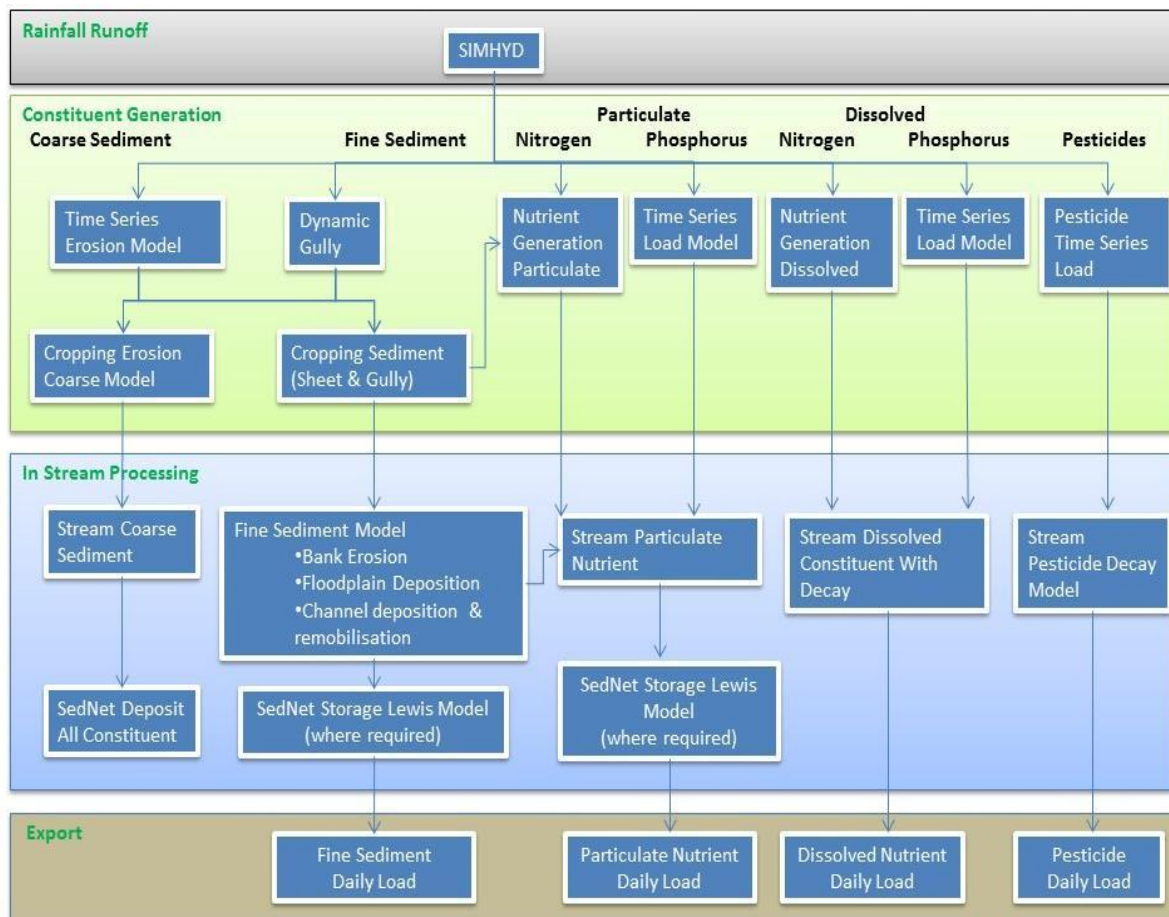 Rainfall Runoff
SIMHYD
Constituent Generation
Particulate
Dissolved
Coarse Sediment
Fine Sediment
Nitrogen
Phosphorus
Nitrogen
Phosphorus
Pesticides
Time Series
Erosion Model
Dynamic
Gully
Nutrient
Generation
Particulate
Time Series
Load Model
Nutrient
Generation
Dissolved
Time Series
Load Model
Pesticide
Time Series
Load
Cropping Erosion
Coarse Model
Cropping Sediment
(Sheet & Gully)
In Stream Processing
Stream Coarse
Sediment
Fine Sediment Model
•Bank Erosion
•Floodplain Deposition
•Channel deposition &
remobilisation
Stream Particulate
Nutrient
Stream Dissolved
Constituent With
Decay
Stream
Pesticide Decay
Model
SedNet Deposit
All Constituent
SedNet Storage Lewis Model
(where required)
SedNet Storage Lewis
Model
(where required)
Export
Fine Sediment
Daily Load
Particulate Nutrient
Daily Load
Dissolved Nutrient
Daily Load
Pesticide
Daily Load